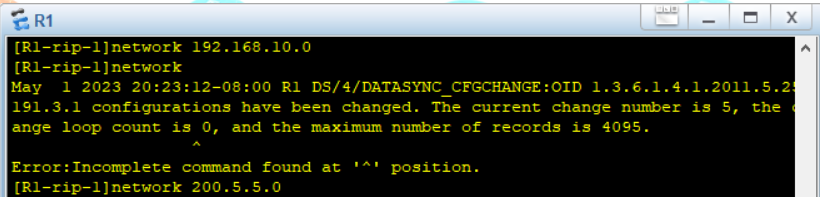 R1
[R1-rip-1]network 192.168.10.0
[R1-rip-1]network
May  1 2023 20:23:12-08:00 R1 DS/4/DATASYNC_CFGCHANGE:OID 1.3.6.1.4.1.2011.5.25
191.3.1 configurations have been changed. The current change number is 5, the
ange loop count is 0, and the maximum number of records is 4095.
^
Error:Incomplete command found at '^' position.
[R1-rip-1]network 200.5.5.0